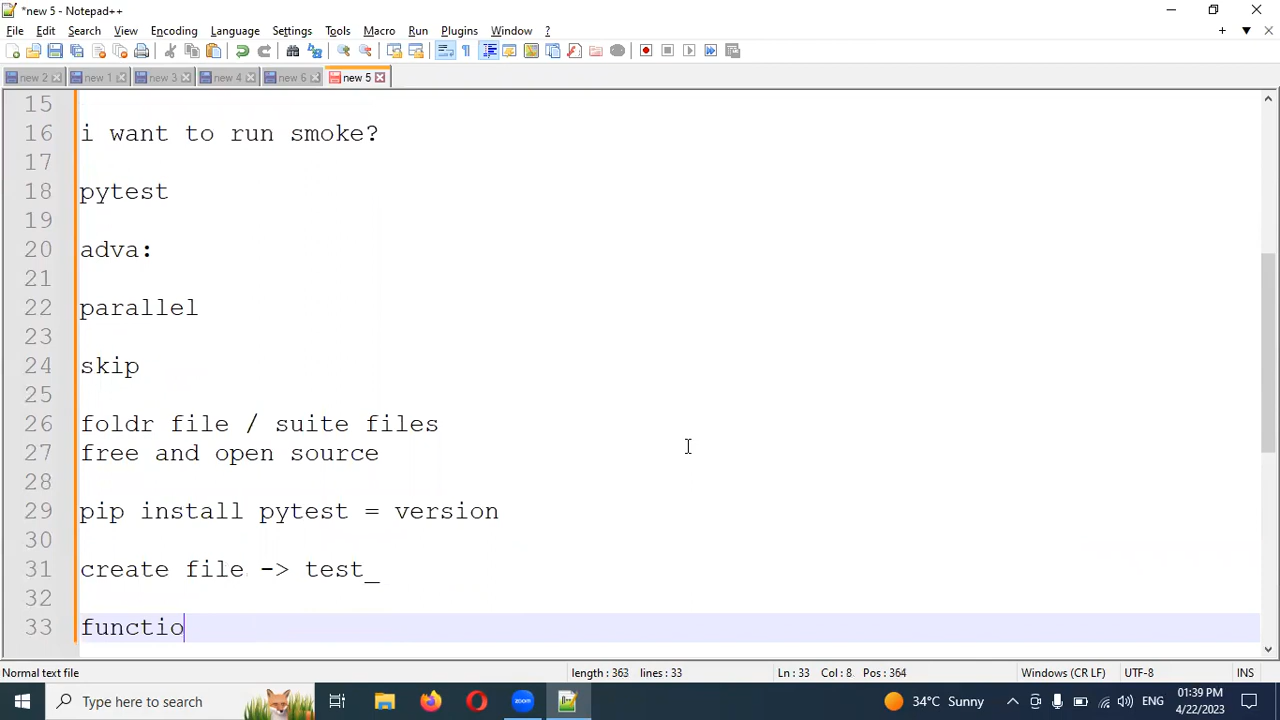 *new 5 - Notepad++
File Edit Search View Encoding Language Settings Tools Macro Run Plugins Window ?
new 2 new 1 new 3 new 4 new 6 new 5
15
16 i want to run smoke?
17
18 pytest
19
20 adva:
21
22 parallel
23
24 skip
25
26 foldr file / suite files
27 free and open source
28
29 pip install pytest = version
30
31 create file -> test_
32
33 functio
Normal text file length : 363 lines : 33 Ln : 33 Col : 8 Pos : 364 Windows (CR LF) UTF-8 INS
Type here to search zoom 34°C Sunny ENG 01:39 PM
4/22/2023